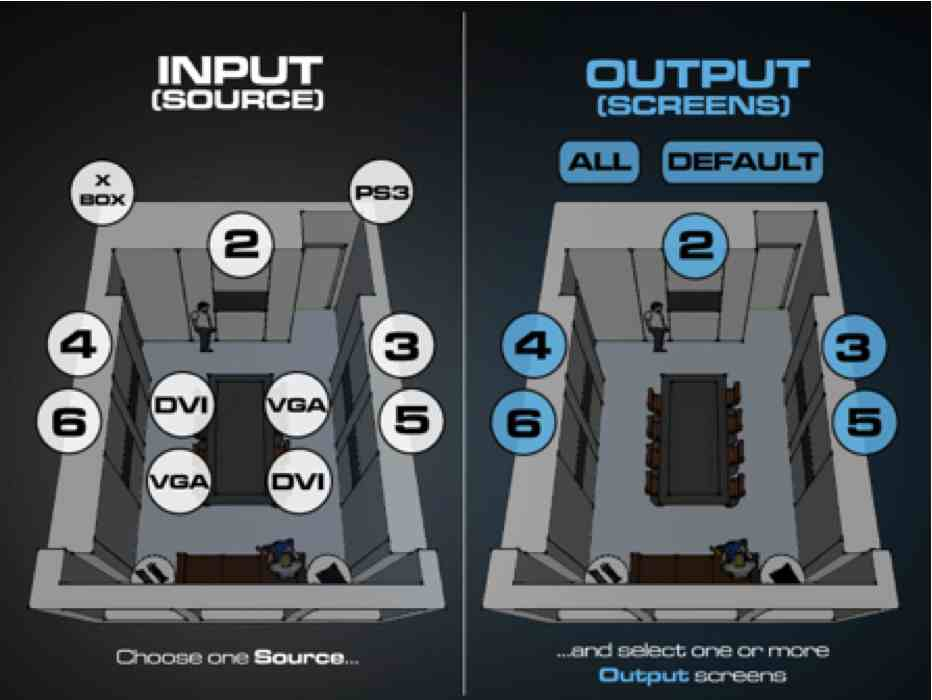 INPUT
(SOURCE)
X
BOX
PS3
2
4
3
6
DVI
VGA
5
VGA
DVI
Choose one Source...
OUTPUT
(SCREENS)
ALL
DEFAULT
2
4
3
6
5
...and select one or more
Output screens